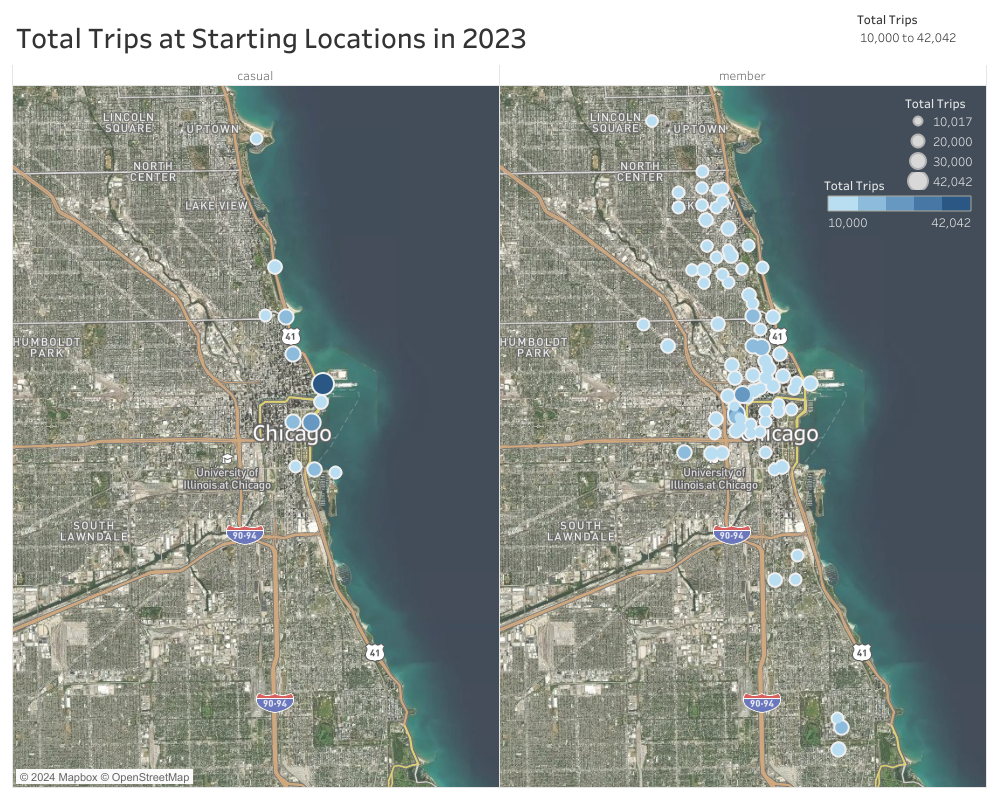 Total Trips at Starting Locations in 2023
Total Trips
10,000 to 42,042
casual
member
LINCOLN
SQUARE
UPTOWN
NORTH
CENTER
LAKE VIEW
HUMBOLDT
PARK
41
Chicago
University of
Illinois at Chicago
SOUTH
LAWNDALE
90-94
41
90-94
© 2024 Mapbox © OpenStreetMap
LINCOLN
SQUARE
UPTOWN
NORTH
CENTER
HUMBOLDT
PARK
41
Chicago
University of
Illinois at Chicago
SOUTH
LAWNDALE
90-94
41
90-94
Total Trips
10,017
20,000
30,000
42,042
Total Trips
10,000
42,042